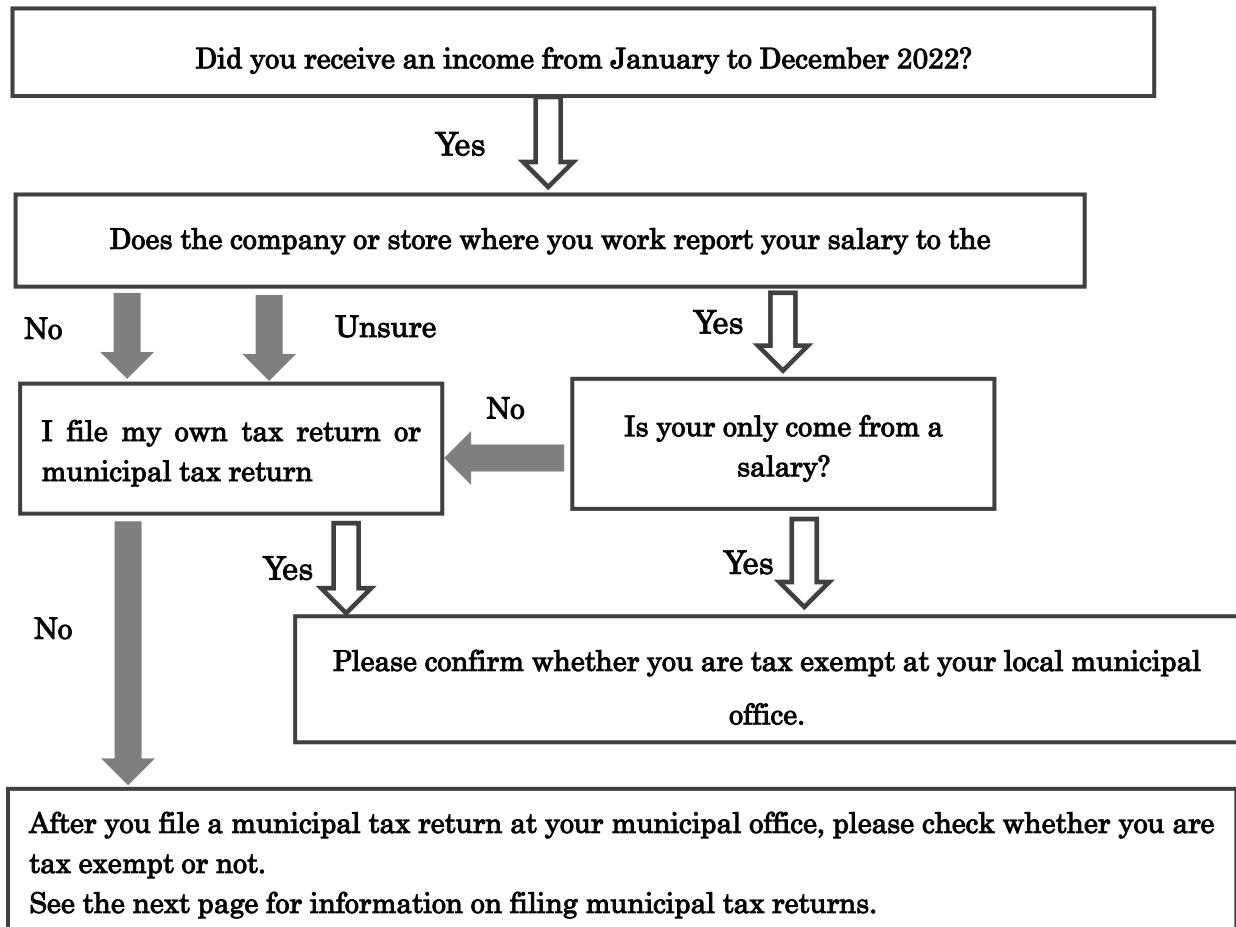 Did you receive an income from January to December 2022?
Yes
Does the company or store where you work report your salary to the
No
Unsure
Yes
I file my own tax return or
municipal tax return
No
Is your only come from a
salary?
Yes
Yes
No
Please confirm whether you are tax exempt at your local municipal
office.
After you file a municipal tax return at your municipal office, please check whether you are
tax exempt or not.
See the next page for information on filing municipal tax returns.